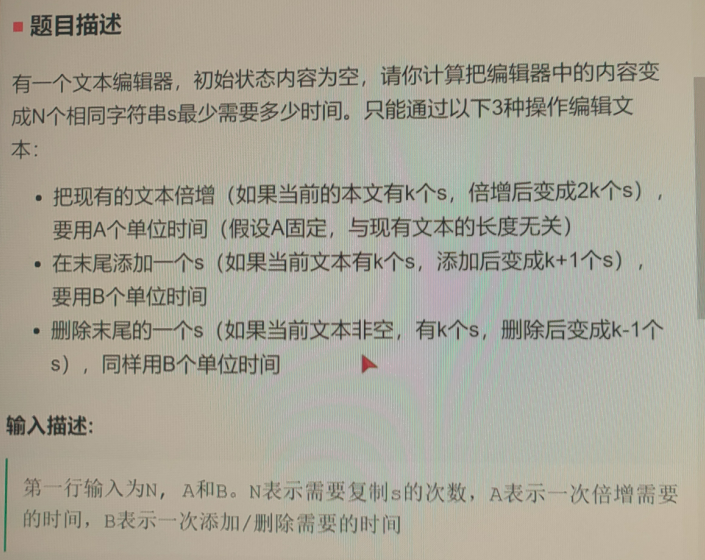 题目描述
有一个文本编辑器，初始状态内容为空，请你计算把编辑器中的内容变
成N个相同字符串s最少需要多少时间。只能通过以下3种操作编辑文
本：
把现有的文本倍增（如果当前的本文有k个s，倍增后变成2k个s），
要用A个单位时间（假设A固定，与现有文本的长度无关）
在末尾添加一个s（如果当前文本有k个s，添加后变成k+1个s），
要用B个单位时间
删除末尾的一个s（如果当前文本非空，有k个s，删除后变成k-1个
s），同样用B个单位时间
输入描述:
第一行输入为N, A和B。N表示需要复制s的次数，A表示一次倍增需要
的时间，B表示一次添加/删除需要的时间